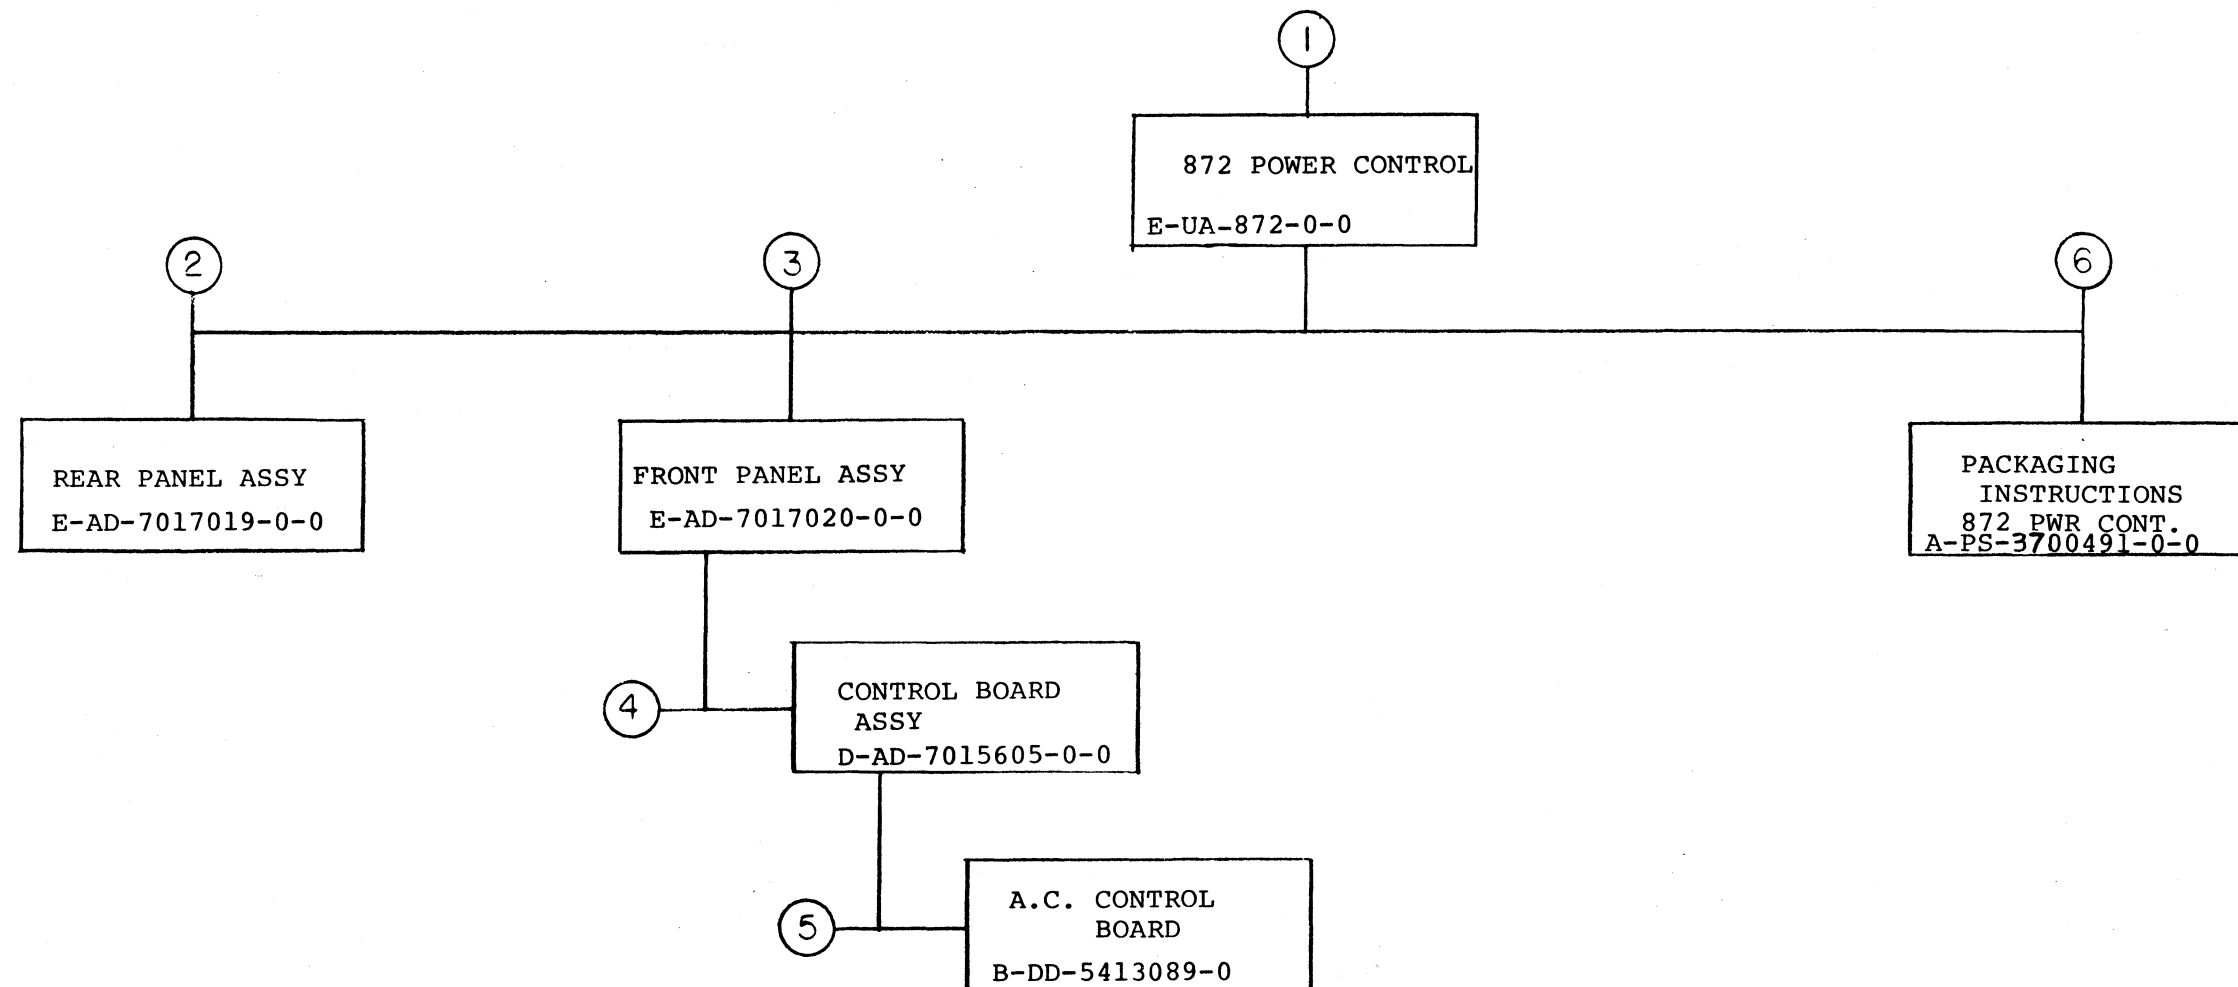 1
872 POWER CONTROL
E-UA-872-0-0
2
3
6
REAR PANEL ASSY
E-AD-7017019-0-0
FRONT PANEL ASSY
E-AD-7017020-0-0
PACKAGING
INSTRUCTIONS
872 PWR CONT.
A-PS-3700491-0-0
4
CONTROL BOARD
ASSY
D-AD-7015605-0-0
5
A.C. CONTROL
BOARD
B-DD-5413089-0